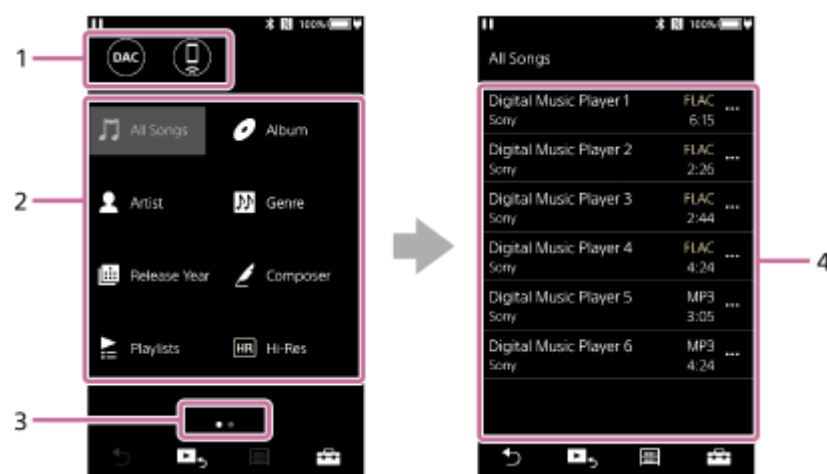 1
100%
DAC
2
All Songs
Album
Artist
Genre
Release Year
Composer
Playlists
HR Hi-Res
3
100%
All Songs
4
Digital Music Player 1 FLAC ...
Sony 6:15
Digital Music Player 2 FLAC ...
Sony 2:26
Digital Music Player 3 FLAC ...
Sony 2:44
Digital Music Player 4 FLAC ...
Sony 4:24
Digital Music Player 5 MP3 ...
Sony 3:05
Digital Music Player 6 MP3 ...
Sony 4:24